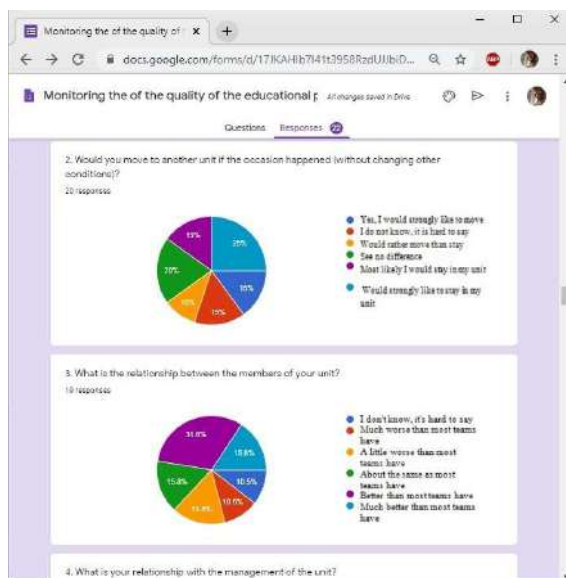 Monitoring the of the quality of
docs.google.com/forms/d/
Monitoring the of the quality of the educational p All changes saved in Drive
Questions Responses 22
2. Would you move to another unit if the occasion happened (without changing other
conditions)?
20 responses
25%
15%
15%
10%
20%
15%
Yes, I would strongly like to move
I do not know, it is hard to say
Would rather move than stay
See no difference
Most likely I would stay in my unit
Would strongly like to stay in my
unit
3. What is the relationship between the members of your unit?
19 responses
15.8%
10.5%
10.5%
15.8%
15.8%
31.6%
I don't know, it's hard to say
Much worse than most teams
have
A little worse than most
teams have
About the same as most
teams have
Better than most teams have
Much better than most teams
have
4. What is your relationship with the management of the unit?